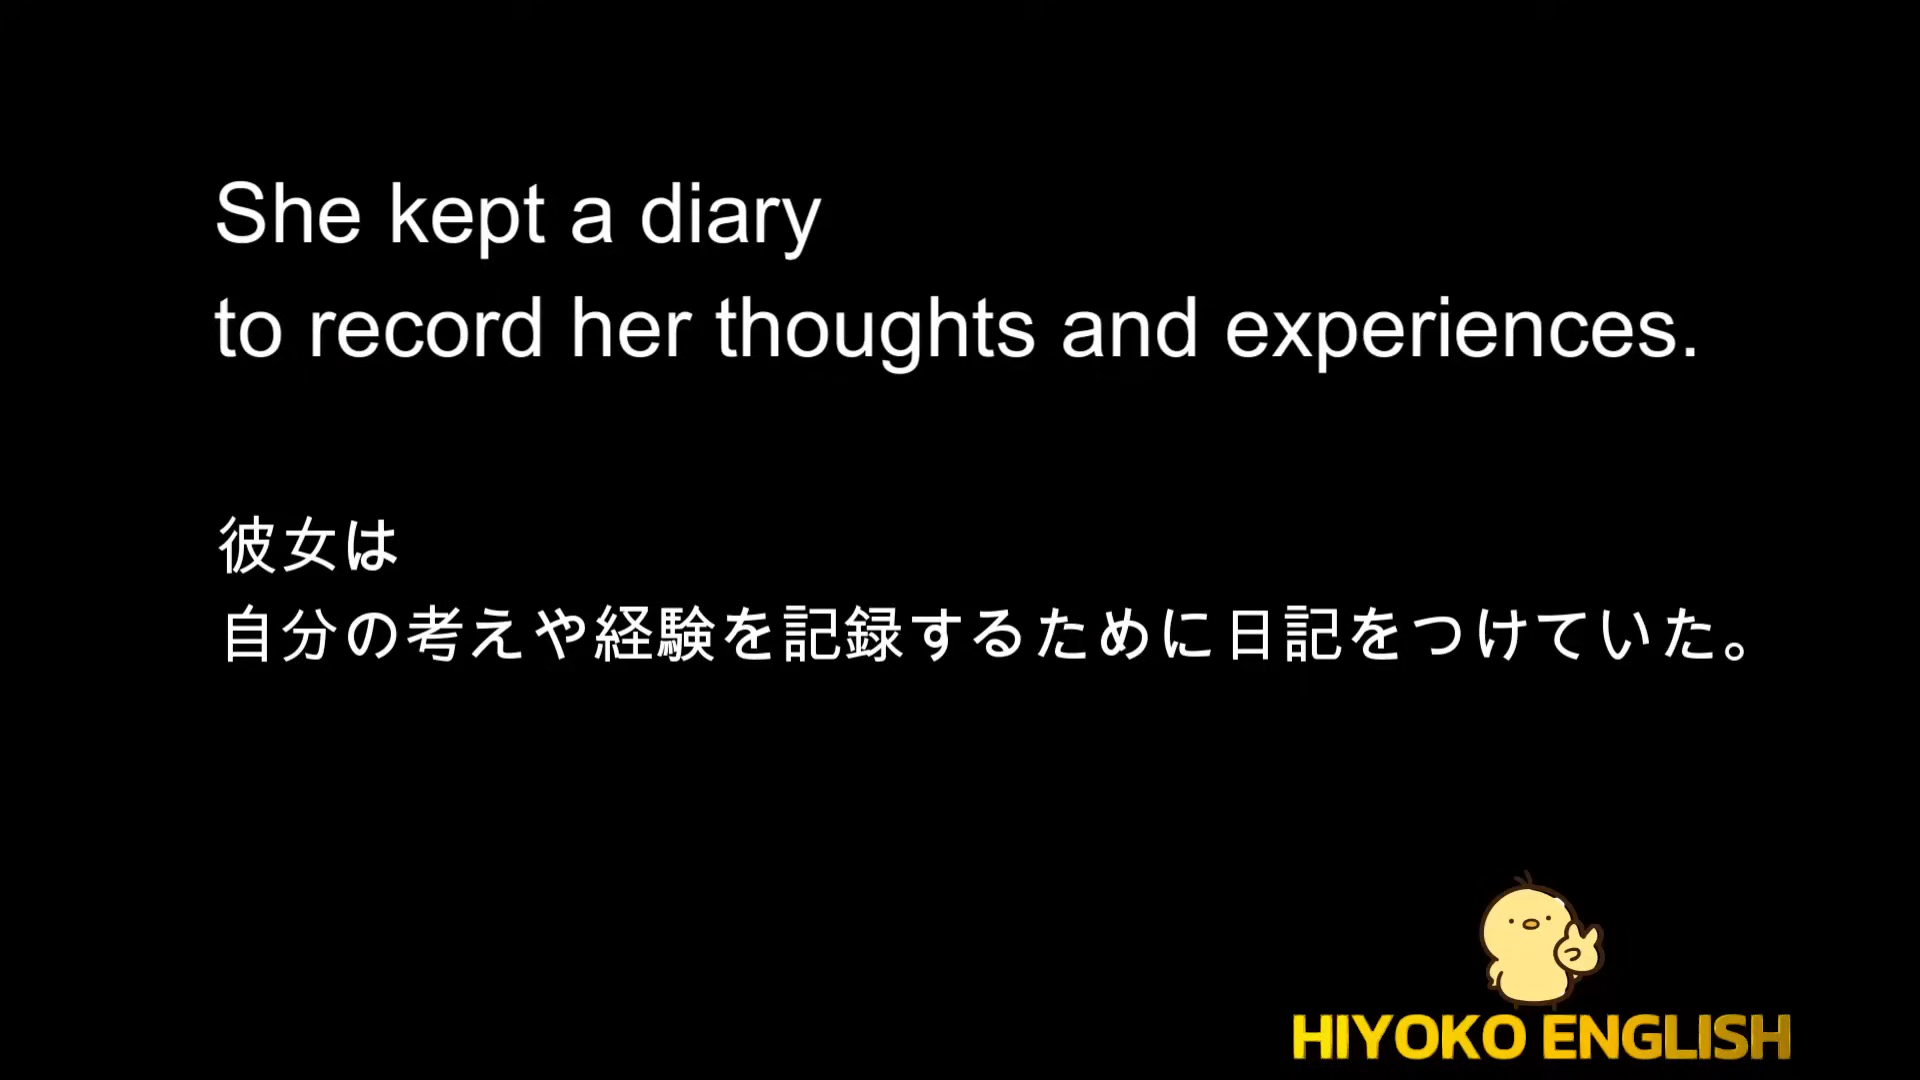 She kept a diary
to record her thoughts and experiences.
彼女は
自分の考えや経験を記録するために日記をつけていた。
HIYOKO ENGLISH